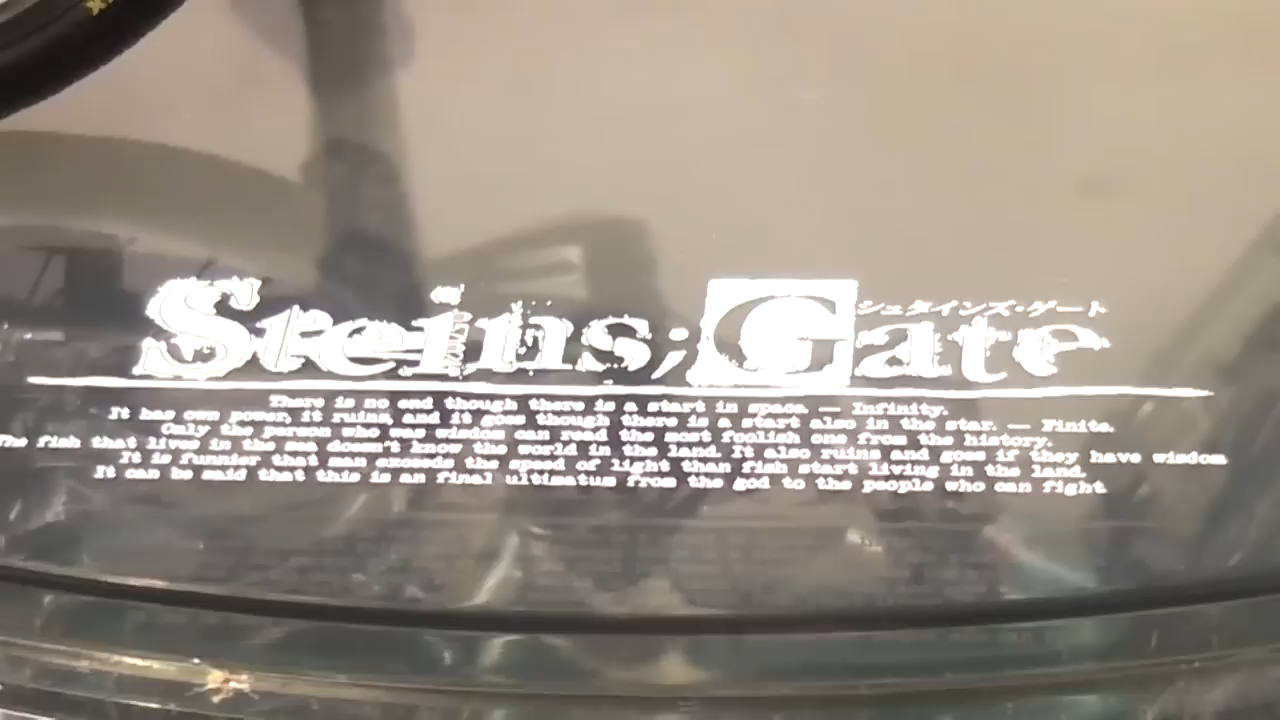 Steins;Gate
シュタインズ・ゲート
There is no end though there is a start in space. — Infinity.
It has own power, it ruins, and it goes though there is a start also in the star. — Finite.
Only the person who was wisdom can read the most foolish one from the history.
The fish that lives in the sea doesn't know the world in the land. It also ruins and goes if they have wisdom
It is funnier that man exceeds the speed of light than fish start living in the land.
It can be said that this is an final ultimatum from the god to the people who can fight.